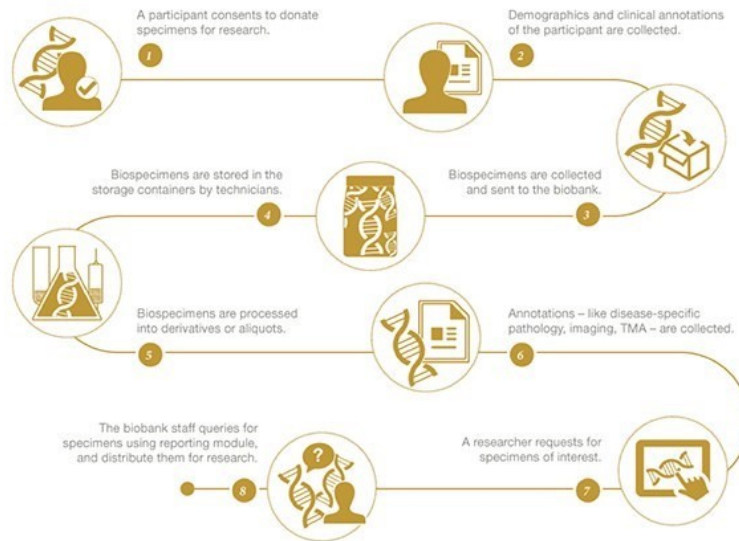 A participant consents to donate
specimens for research.
1
Demographics and clinical annotations
of the participant are collected.
2
Biospecimens are collected
and sent to the biobank.
3
Biospecimens are stored in the
storage containers by technicians.
4
Biospecimens are processed
into derivatives or aliquots.
5
Annotations – like disease-specific
pathology, imaging, TMA – are collected.
6
A researcher requests for
specimens of interest.
7
The biobank staff queries for
specimens using reporting module,
and distribute them for research.
8
?